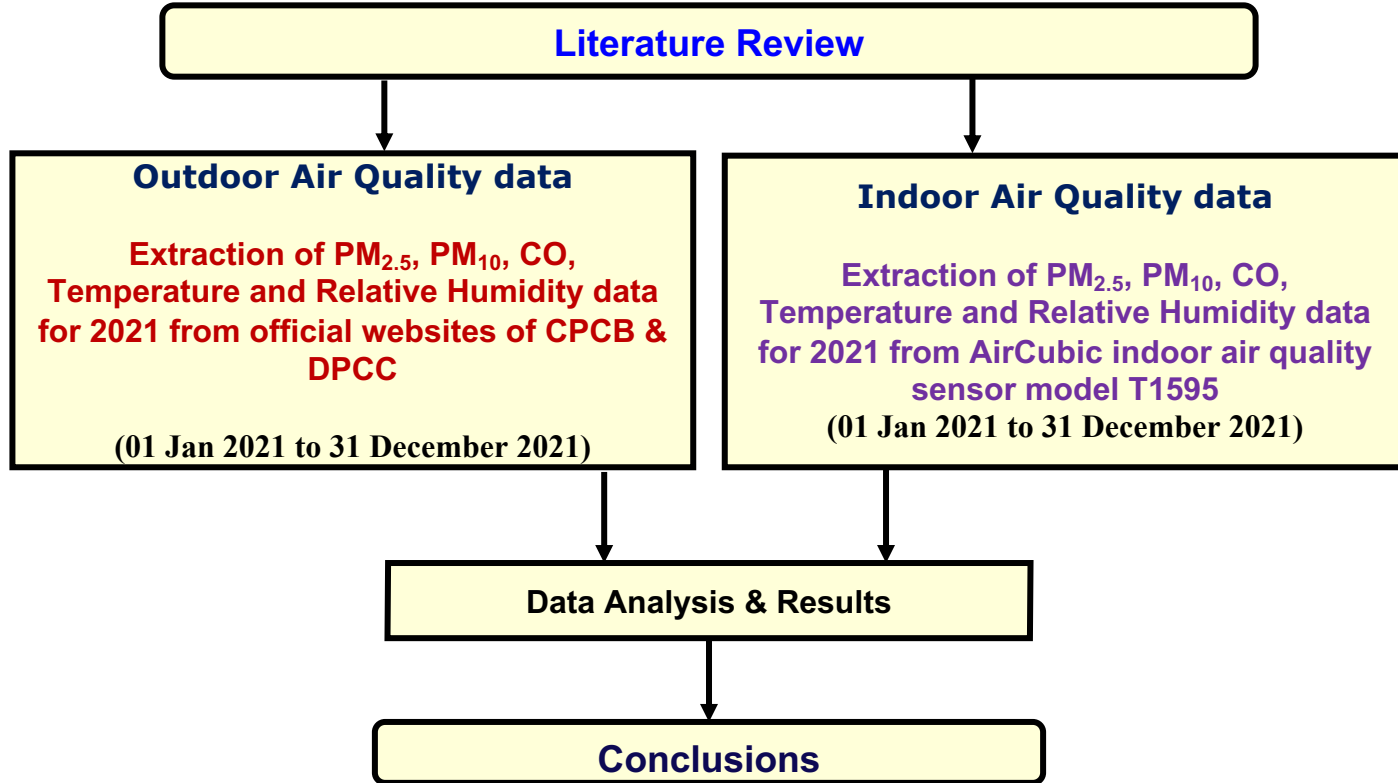 Literature Review
Outdoor Air Quality data
Extraction of PM₂.₅, PM₁₀, CO,
Temperature and Relative Humidity data
for 2021 from official websites of CPCB &
DPCC
(01 Jan 2021 to 31 December 2021)
Indoor Air Quality data
Extraction of PM₂.₅, PM₁₀, CO,
Temperature and Relative Humidity data
for 2021 from AirCubic indoor air quality
sensor model T1595
(01 Jan 2021 to 31 December 2021)
Data Analysis & Results
Conclusions